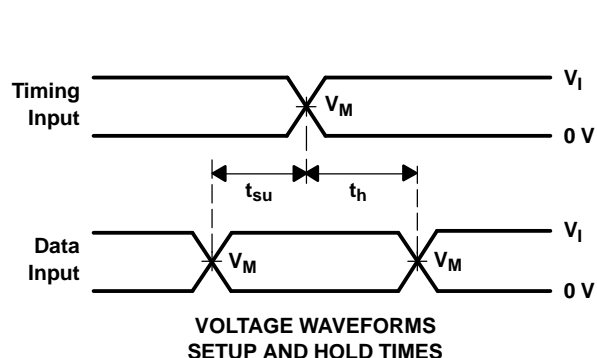 Timing
Input
V_I
V_M
0 V
t_su
t_h
Data
Input
V_I
V_M
V_M
0 V
VOLTAGE WAVEFORMS
SETUP AND HOLD TIMES